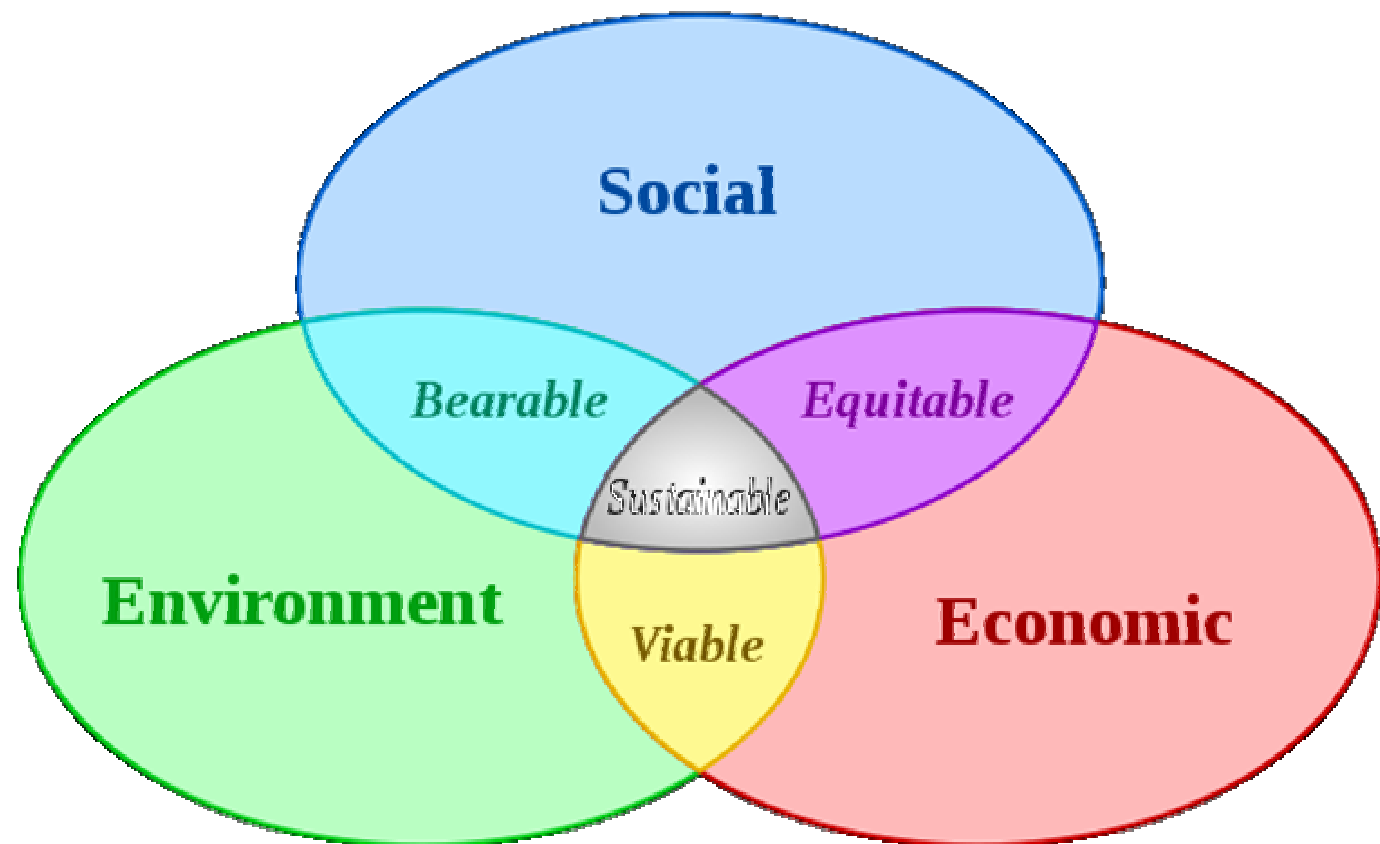 Social
Bearable
Equitable
Sustainable
Environment
Economic
Viable